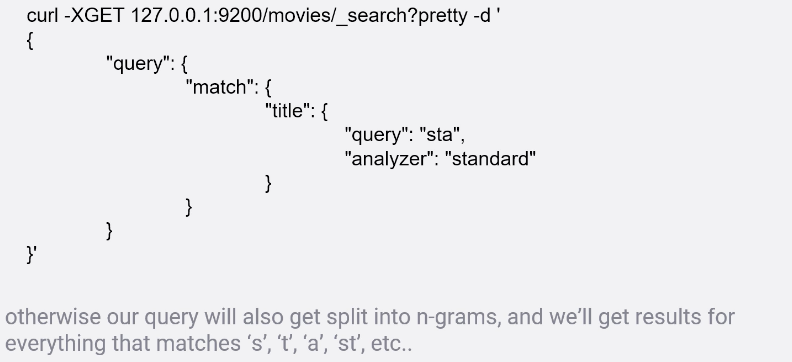 curl -XGET 127.0.0.1:9200/movies/_search?pretty -d '
{
"query": {
"match": {
"title": {
"query": "sta",
"analyzer": "standard"
}
}
}
}'
otherwise our query will also get split into n-grams, and we’ll get results for
everything that matches ‘s’, ‘t’, ‘a’, ‘st’, etc..